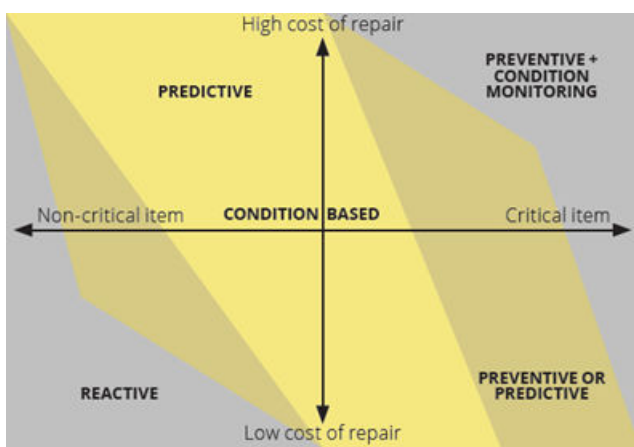 High cost of repair
PREVENTIVE +
CONDITION
MONITORING
PREDICTIVE
Non-critical item
CONDITION BASED
Critical item
REACTIVE
PREVENTIVE OR
PREDICTIVE
Low cost of repair